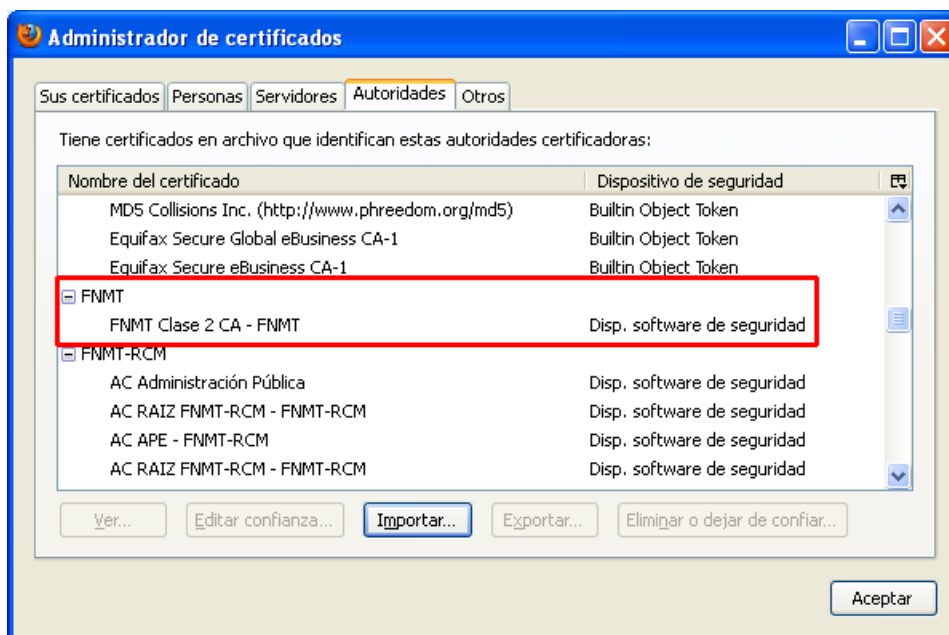 Administrador de certificados
Sus certificados Personas Servidores Autoridades Otros
Tiene certificados en archivo que identifican estas autoridades certificadoras:
Nombre del certificado Dispositivo de seguridad
MD5 Collisions Inc. (http://www.phreedom.org/md5) Builtin Object Token
Equifax Secure Global eBusiness CA-1 Builtin Object Token
Equifax Secure eBusiness CA-1 Builtin Object Token
FNMT
FNMT Clase 2 CA - FNMT Disp. software de seguridad
FNMT-RCM
AC Administración Pública Disp. software de seguridad
AC RAIZ FNMT-RCM - FNMT-RCM Disp. software de seguridad
AC APE - FNMT-RCM Disp. software de seguridad
AC RAIZ FNMT-RCM - FNMT-RCM Disp. software de seguridad
Ver... Editar confianza... Importar... Exportar... Eliminar o dejar de confiar...
Aceptar